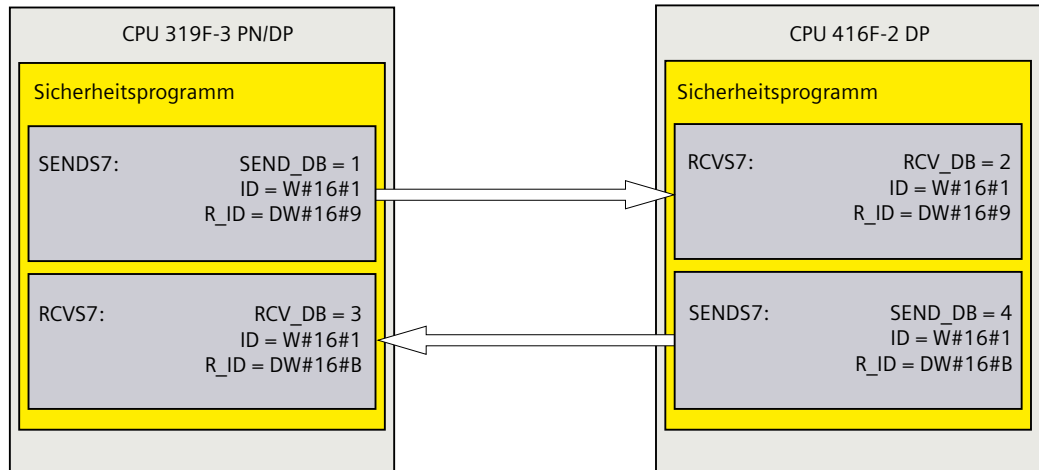 CPU 319F-3 PN/DP
Sicherheitsprogramm
SENDS7: SEND_DB = 1
ID = W#16#1
R_ID = DW#16#9
RCVS7: RCV_DB = 3
ID = W#16#1
R_ID = DW#16#B
CPU 416F-2 DP
Sicherheitsprogramm
RCVS7: RCV_DB = 2
ID = W#16#1
R_ID = DW#16#9
SENDS7: SEND_DB = 4
ID = W#16#1
R_ID = DW#16#B